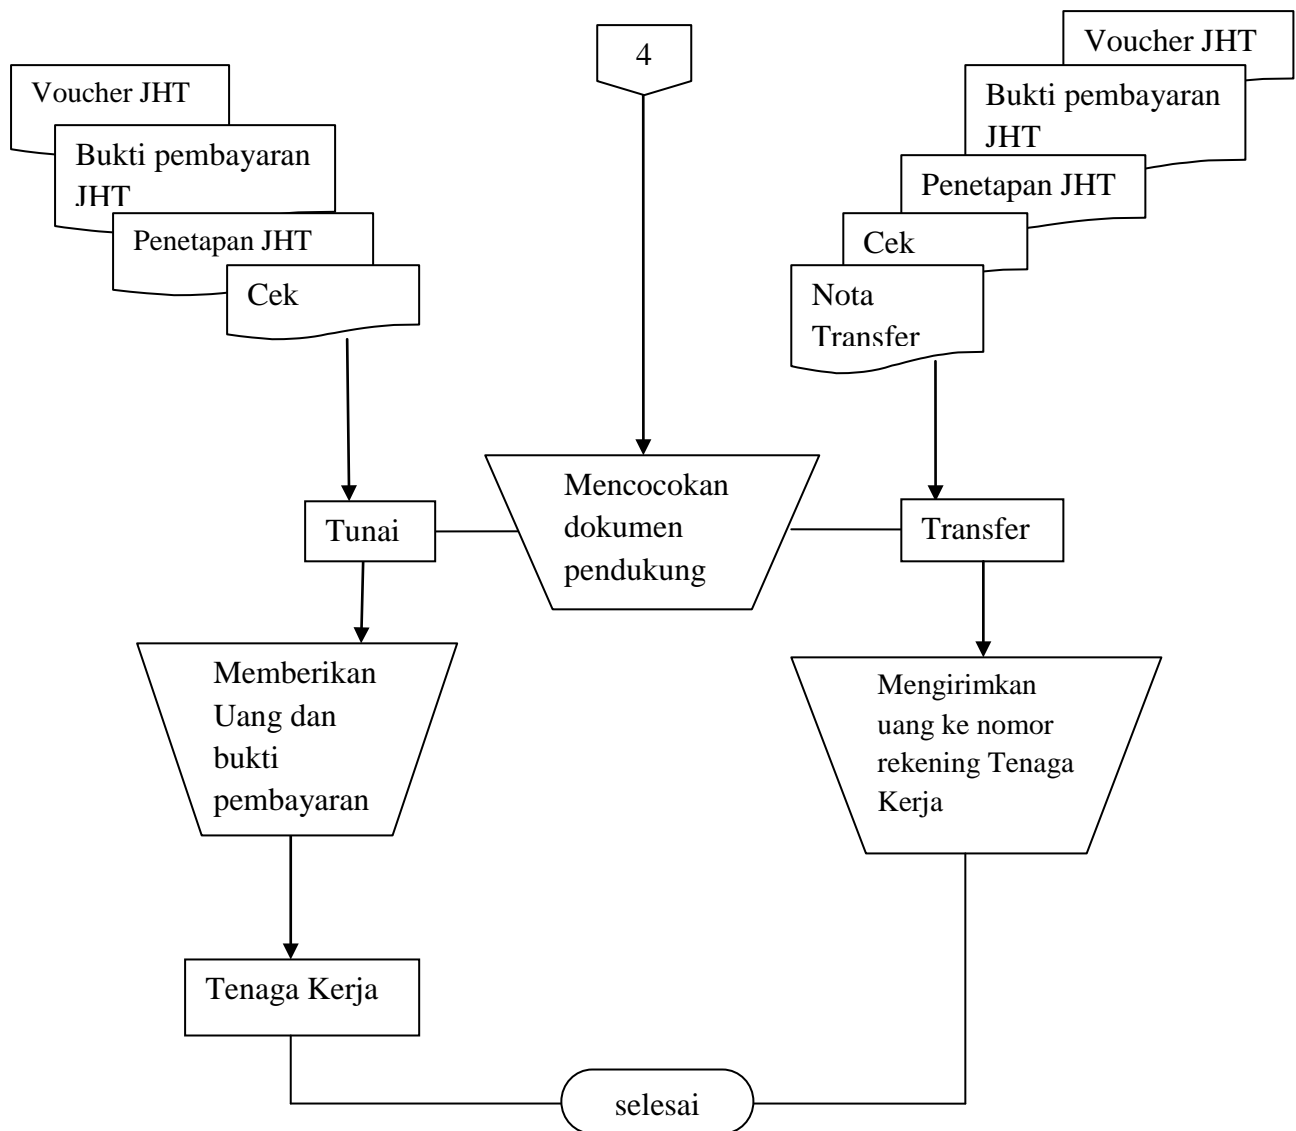 4
Voucher JHT
Bukti pembayaran
JHT
Penetapan JHT
Cek
Voucher JHT
Bukti pembayaran
JHT
Penetapan JHT
Cek
Nota
Transfer
Mencocokan
dokumen
pendukung
Tunai
Transfer
Memberikan
Uang dan
bukti
pembayaran
Mengirimkan
uang ke nomor
rekening Tenaga
Kerja
Tenaga Kerja
selesai